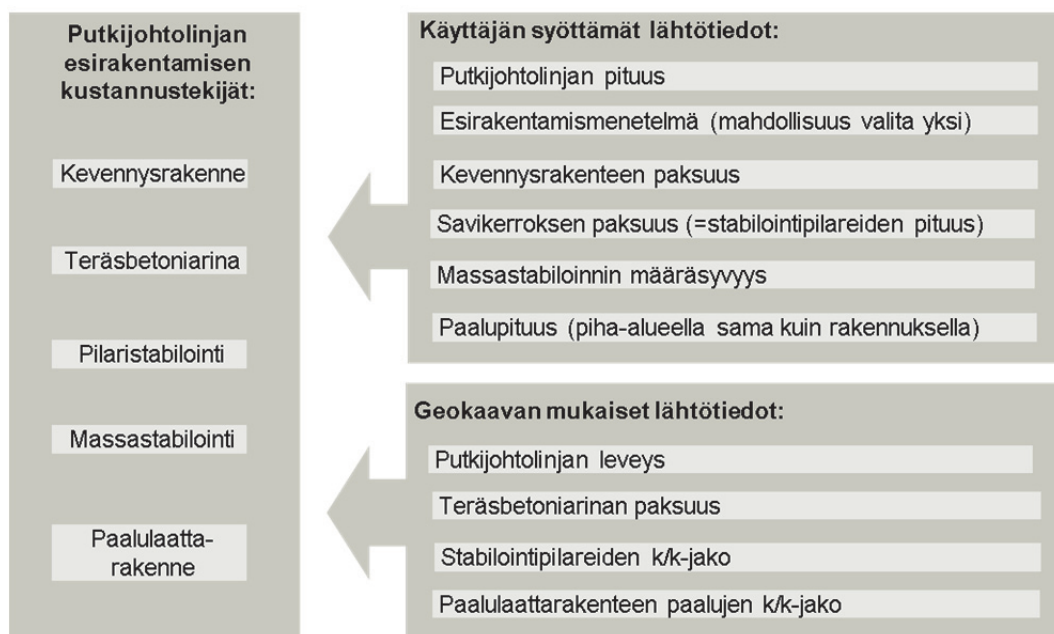 Putkijohtolinjan
esirakentamisen
kustannustekijät:
Kevennysrakenne
Teräsbetoniarina
Pilaristabilointi
Massastabilointi
Paalulaatta-
rakenne
Käyttäjän syöttämät lähtötiedot:
Putkijohtolinjan pituus
Esirakentamismenetelmä (mahdollisuus valita yksi)
Kevennysrakenteen paksuus
Savikerroksen paksuus (=stabilointipilareiden pituus)
Massastabiloinnin määräsyvyys
Paalupituus (piha-alueella sama kuin rakennuksella)
Geokaavan mukaiset lähtötiedot:
Putkijohtolinjan leveys
Teräsbetoniarinan paksuus
Stabilointipilareiden k/k-jako
Paalulaattarakenteen paalujen k/k-jako